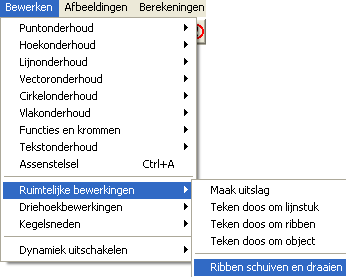 Bewerken Afbeeldingen Berekeningen
Puntonderhoud
Hoekonderhoud
Lijnonderhoud
Vectoronderhoud
Cirkelonderhoud
Vlakonderhoud
Functies en krommen
Tekstonderhoud
Assenstelsel Ctrl+A
Ruimtelijke bewerkingen
Driehoekbewerkingen
Kegelsneden
Dynamiek uitschakelen
Maak uitslag
Teken doos om lijnstuk
Teken doos om ribben
Teken doos om object
Ribben schuiven en draaien